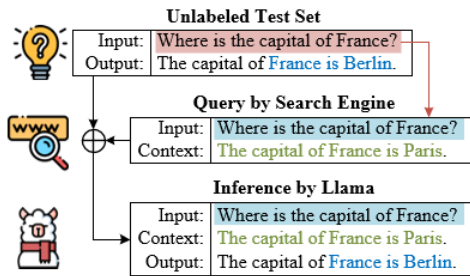 Unlabeled Test Set
Input: Where is the capital of France?
Output: The capital of France is Berlin.
Query by Search Engine
www
Input: Where is the capital of France?
Context: The capital of France is Paris.
Inference by Llama
Input: Where is the capital of France?
Context: The capital of France is Paris.
Output: The capital of France is Berlin.